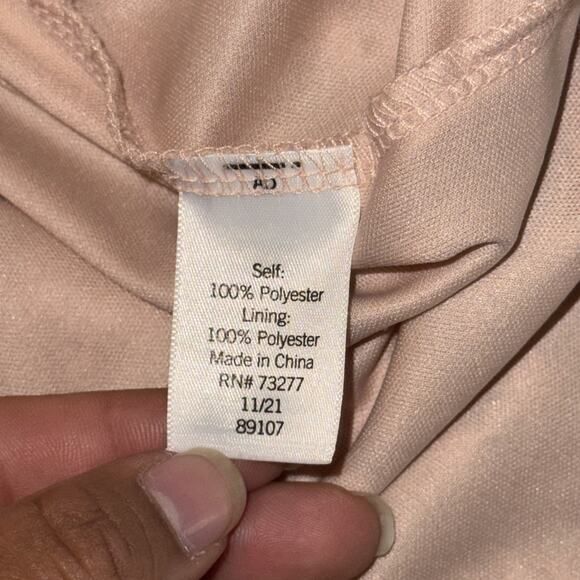 Self:
100% Polyester
Lining:
100% Polyester
Made in China
RN# 73277
11/21
89107